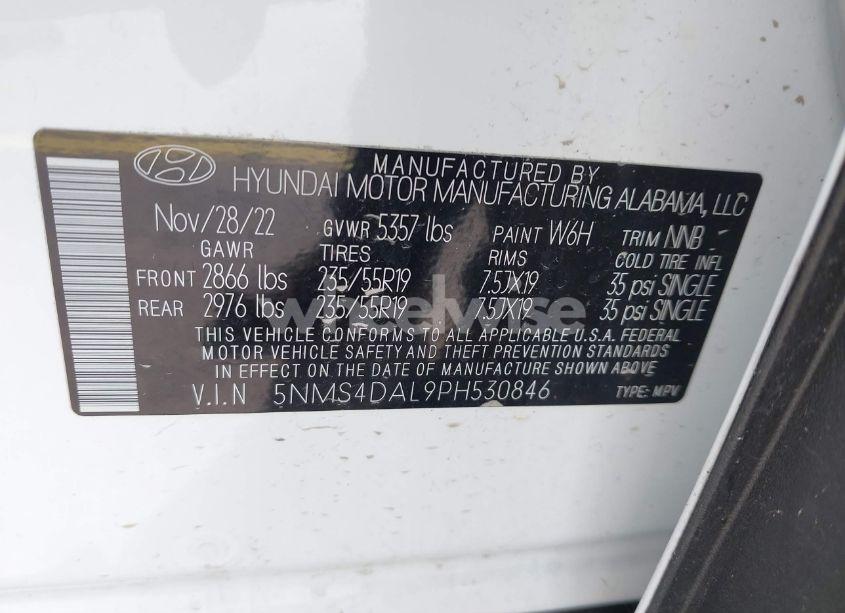 MANUFACTURED BY
HYUNDAI MOTOR MANUFACTURING ALABAMA, LLC
Nov/28/22 GVWR 5357 lbs PAINT W6H TRIM NNB
GAWR TIRES RIMS COLD TIRE INFL
FRONT 2866 lbs 235/55R19 7.5JX19 35 psi SINGLE
REAR 2976 lbs 235/55R19 7.5JX19 35 psi SINGLE
wheelwise
THIS VEHICLE CONFORMS TO ALL APPLICABLE U.S.A. FEDERAL
MOTOR VEHICLE SAFETY AND THEFT PREVENTION STANDARDS
IN EFFECT ON THE DATE OF MANUFACTURE SHOWN ABOVE
V.I.N 5NMS4DAL9PH530846 TYPE: MPV